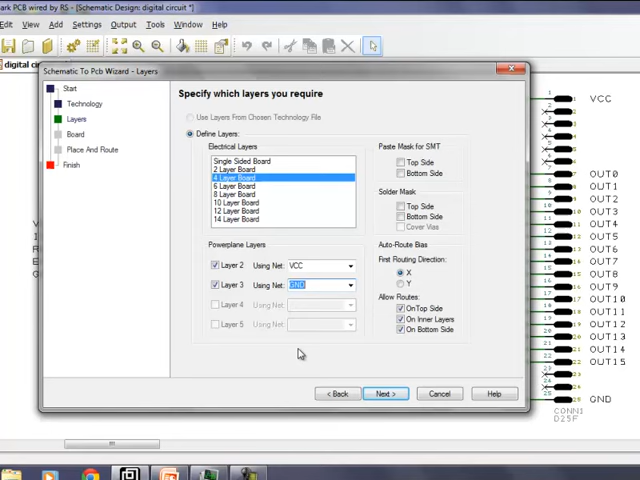 ark PCB wired by RS - [Schematic Design: digital circuit *]
Edit View Add Settings Output Tools Window Help
digital circ
Schematic To Pcb Wizard - Layers
Start
Technology
Layers
Board
Place And Route
Finish
Specify which layers you require
Use Layers From Chosen Technology File
Define Layers:
Electrical Layers
Single Sided Board
2 Layer Board
4 Layer Board
6 Layer Board
8 Layer Board
10 Layer Board
12 Layer Board
14 Layer Board
Powerplane Layers
Layer 2 Using Net: VCC
Layer 3 Using Net: GND
Layer 4 Using Net:
Layer 5 Using Net:
Paste Mask for SMT
Top Side
Bottom Side
Solder Mask
Top Side
Bottom Side
Cover Vias
Auto-Route Bias
First Routing Direction:
X
Y
Allow Routes:
On Top Side
On Inner Layers
On Bottom Side
< Back Next > Cancel Help
VCC
OUT0
OUT1
OUT2
OUT3
OUT4
OUT5
OUT6
OUT7
OUT8
OUT9
OUT10
OUT11
OUT12
OUT13
OUT14
OUT15
GND
CONN1
D25F